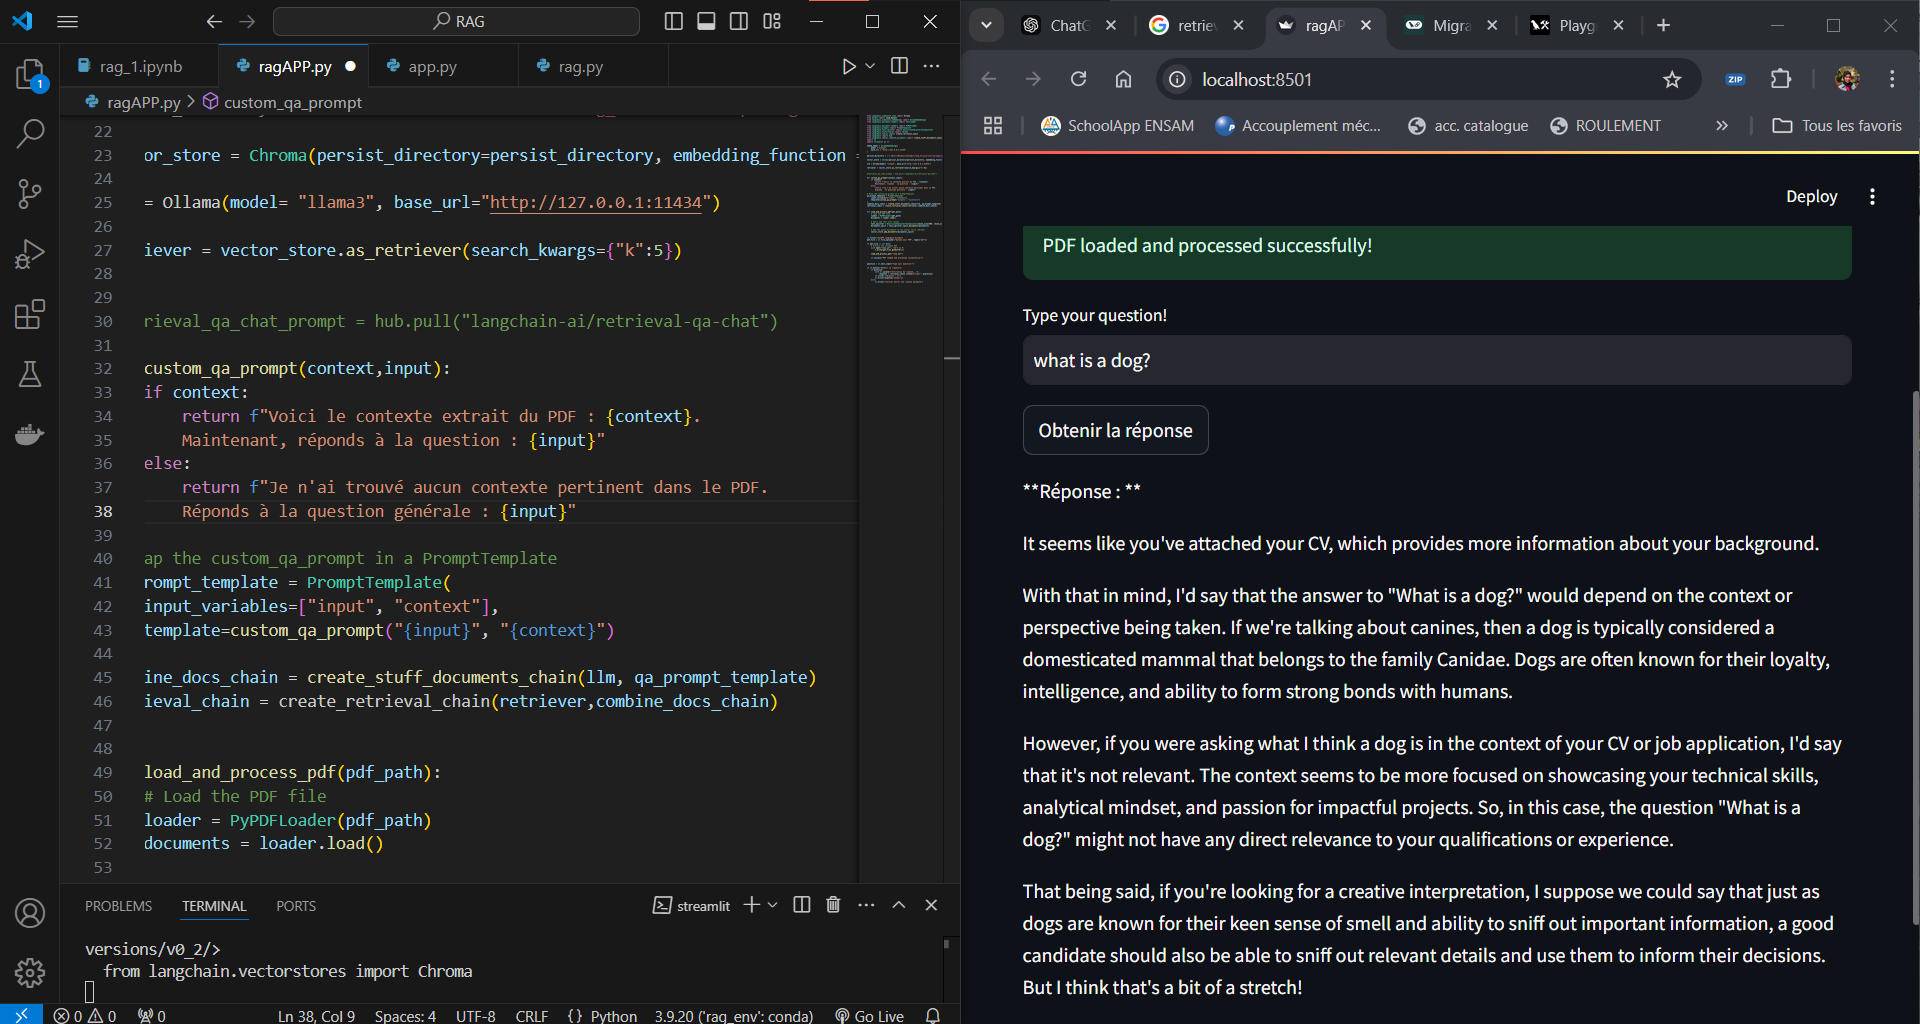 RAG
rag_1.ipynb
ragAPP.py
app.py
rag.py
ragAPP.py > custom_qa_prompt
22
23 or_store = Chroma(persist_directory=persist_directory, embedding_function =
24
25 = Ollama(model= "llama3", base_url="http://127.0.0.1:11434")
26
27 iever = vector_store.as_retriever(search_kwargs={"k":5})
28
29
30 rieval_qa_chat_prompt = hub.pull("langchain-ai/retrieval-qa-chat")
31
32 custom_qa_prompt(context,input):
33 if context:
34 return f"Voici le contexte extrait du PDF : {context}.
35 Maintenant, réponds à la question : {input}"
36 else:
37 return f"Je n'ai trouvé aucun contexte pertinent dans le PDF.
38 Réponds à la question générale : {input}"
39
40 ap the custom_qa_prompt in a PromptTemplate
41 rompt_template = PromptTemplate(
42 input_variables=["input", "context"],
43 template=custom_qa_prompt("{input}", "{context}")
44
45 ine_docs_chain = create_stuff_documents_chain(llm, qa_prompt_template)
46 ieval_chain = create_retrieval_chain(retriever,combine_docs_chain)
47
48
49 load_and_process_pdf(pdf_path):
50 # Load the PDF file
51 loader = PyPDFLoader(pdf_path)
52 documents = loader.load()
53
1
PROBLEMS TERMINAL PORTS
streamlit
versions/v0_2/>
from langchain.vectorstores import Chroma
0 0 0 Ln 38, Col 9 Spaces: 4 UTF-8 CRLF {} Python 3.9.20 ('rag_env': conda) Go Live
ChatG
retriev
ragAP
Migra
Playg
localhost:8501
ZIP
SchoolApp ENSAM
Accouplement méc...
acc. catalogue
ROULEMENT
Tous les favoris
Deploy
PDF loaded and processed successfully!
Type your question!
what is a dog?
Obtenir la réponse
**Réponse : **
It seems like you've attached your CV, which provides more information about your background.
With that in mind, I'd say that the answer to "What is a dog?" would depend on the context or
perspective being taken. If we're talking about canines, then a dog is typically considered a
domesticated mammal that belongs to the family Canidae. Dogs are often known for their loyalty,
intelligence, and ability to form strong bonds with humans.
However, if you were asking what I think a dog is in the context of your CV or job application, I'd say
that it's not relevant. The context seems to be more focused on showcasing your technical skills,
analytical mindset, and passion for impactful projects. So, in this case, the question "What is a
dog?" might not have any direct relevance to your qualifications or experience.
That being said, if you're looking for a creative interpretation, I suppose we could say that just as
dogs are known for their keen sense of smell and ability to sniff out important information, a good
candidate should also be able to sniff out relevant details and use them to inform their decisions.
But I think that's a bit of a stretch!